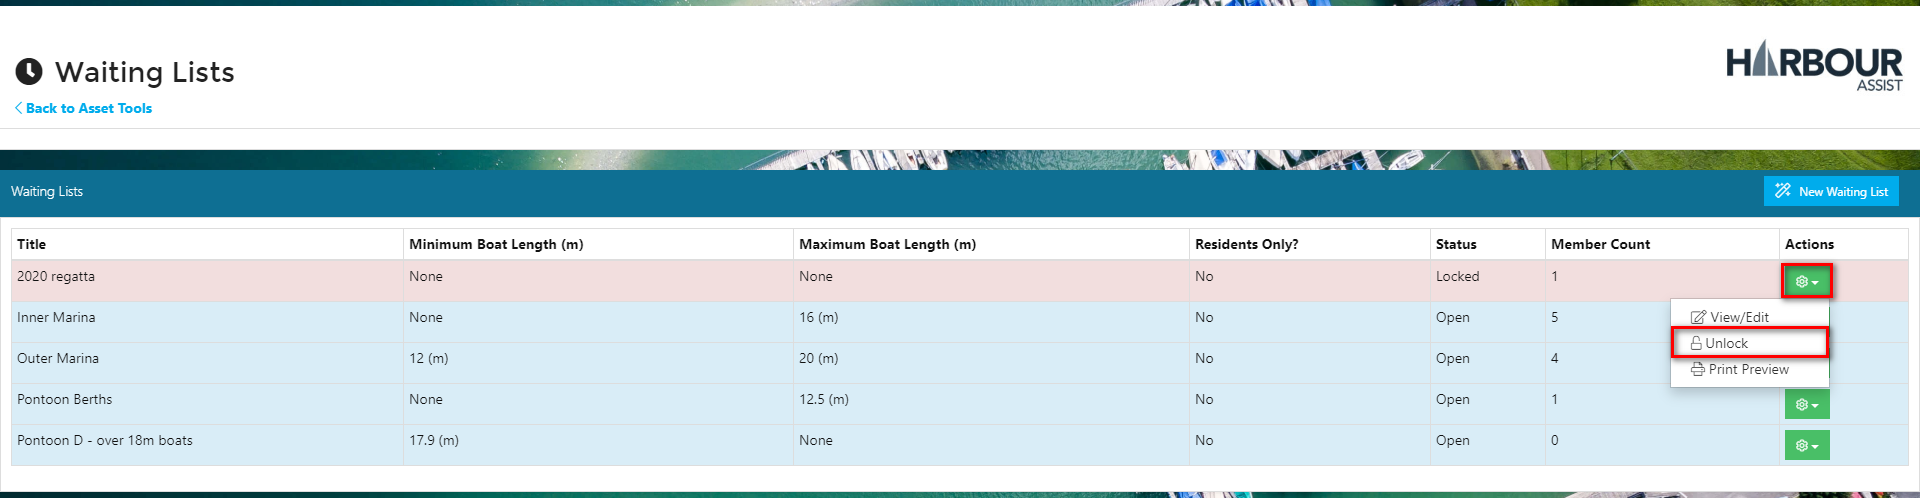 Waiting Lists
HARBOUR
ASSIST
Back to Asset Tools
Waiting Lists
New Waiting List
Title Minimum Boat Length (m) Maximum Boat Length (m) Residents Only? Status Member Count Actions
2020 regatta None None No Locked 1
Inner Marina None 16 (m) No Open 5
View/Edit
Unlock
Outer Marina 12 (m) 20 (m) No Open 4
Print Preview
Pontoon Berths None 12.5 (m) No Open 1
Pontoon D - over 18m boats 17.9 (m) None No Open 0